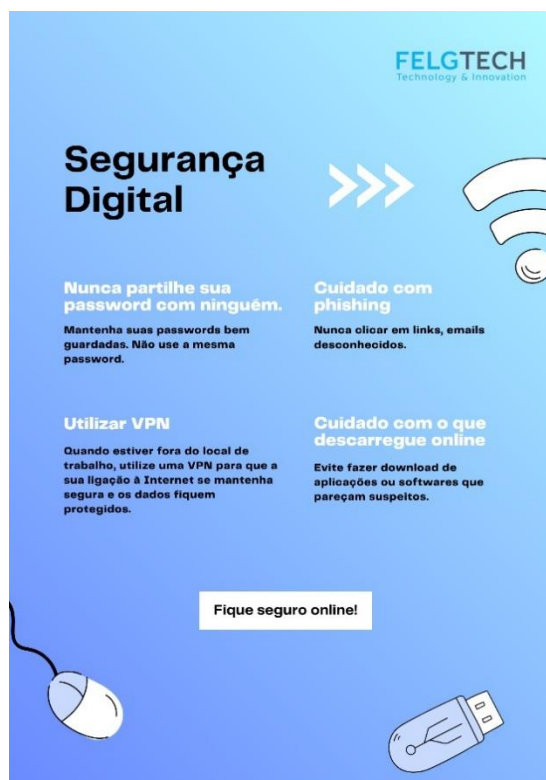 FELGTECH
Technology & Innovation
Segurança
Digital
Nunca partilhe sua
password com ninguém.
Mantenha suas passwords bem
guardadas. Não use a mesma
password.
Cuidado com
phishing
Nunca clicar em links, emails
desconhecidos.
Utilizar VPN
Quando estiver fora do local de
trabalho, utilize uma VPN para que a
sua ligação à Internet se mantenha
segura e os dados fiquem
protegidos.
Cuidado com o que
descarregue online
Evite fazer download de
aplicações ou softwares que
pareçam suspeitos.
Fique seguro online!